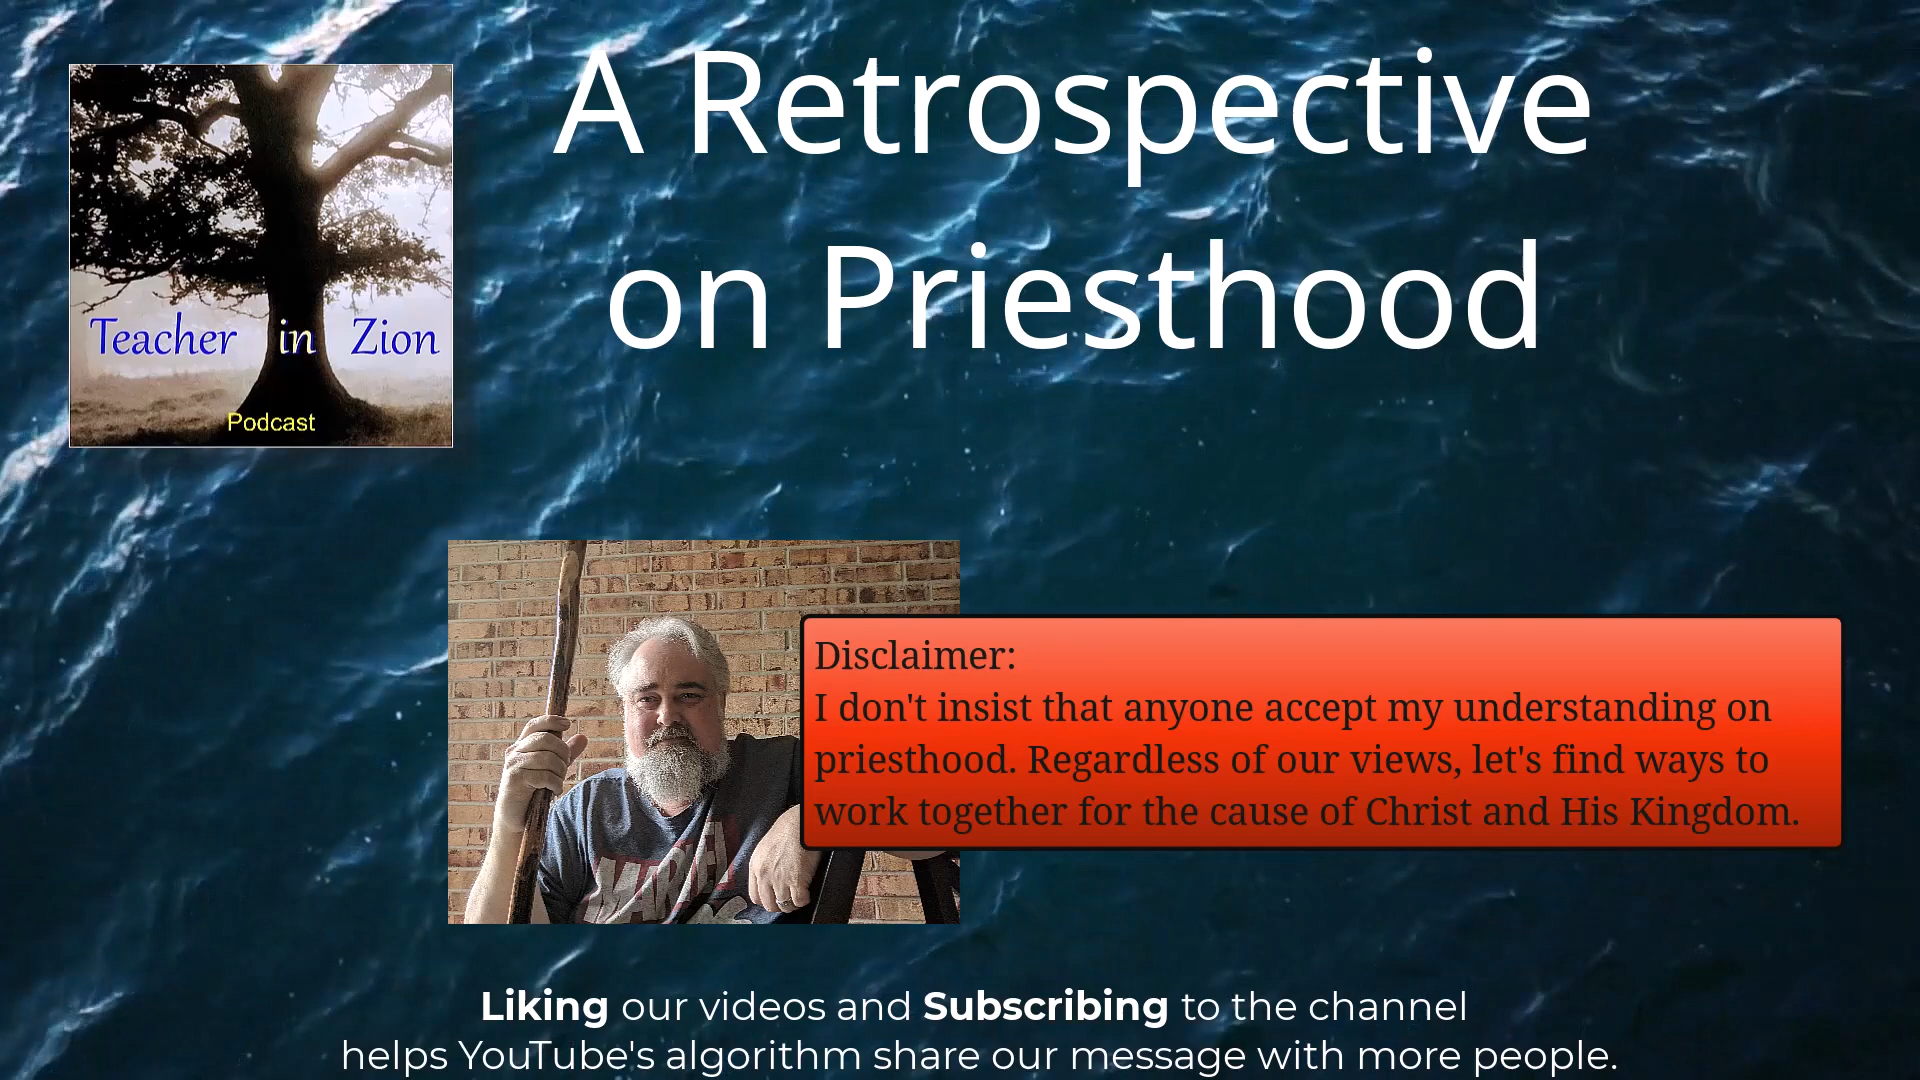 A Retrospective
on Priesthood
Teacher in Zion
Podcast
Disclaimer:
I don't insist that anyone accept my understanding on
priesthood. Regardless of our views, let's find ways to
work together for the cause of Christ and His Kingdom.
Liking our videos and Subscribing to the channel
helps YouTube's algorithm share our message with more people.